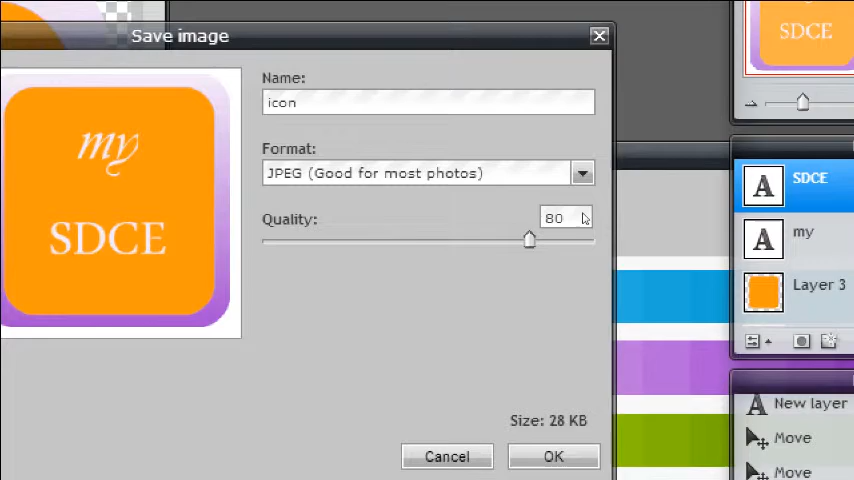 Save image
Name:
icon
Format:
JPEG (Good for most photos)
Quality:
80
my
SDCE
Size: 28 KB
Cancel
OK
SDCE
A
SDCE
A
my
Layer 3
A
New layer
Move
Move